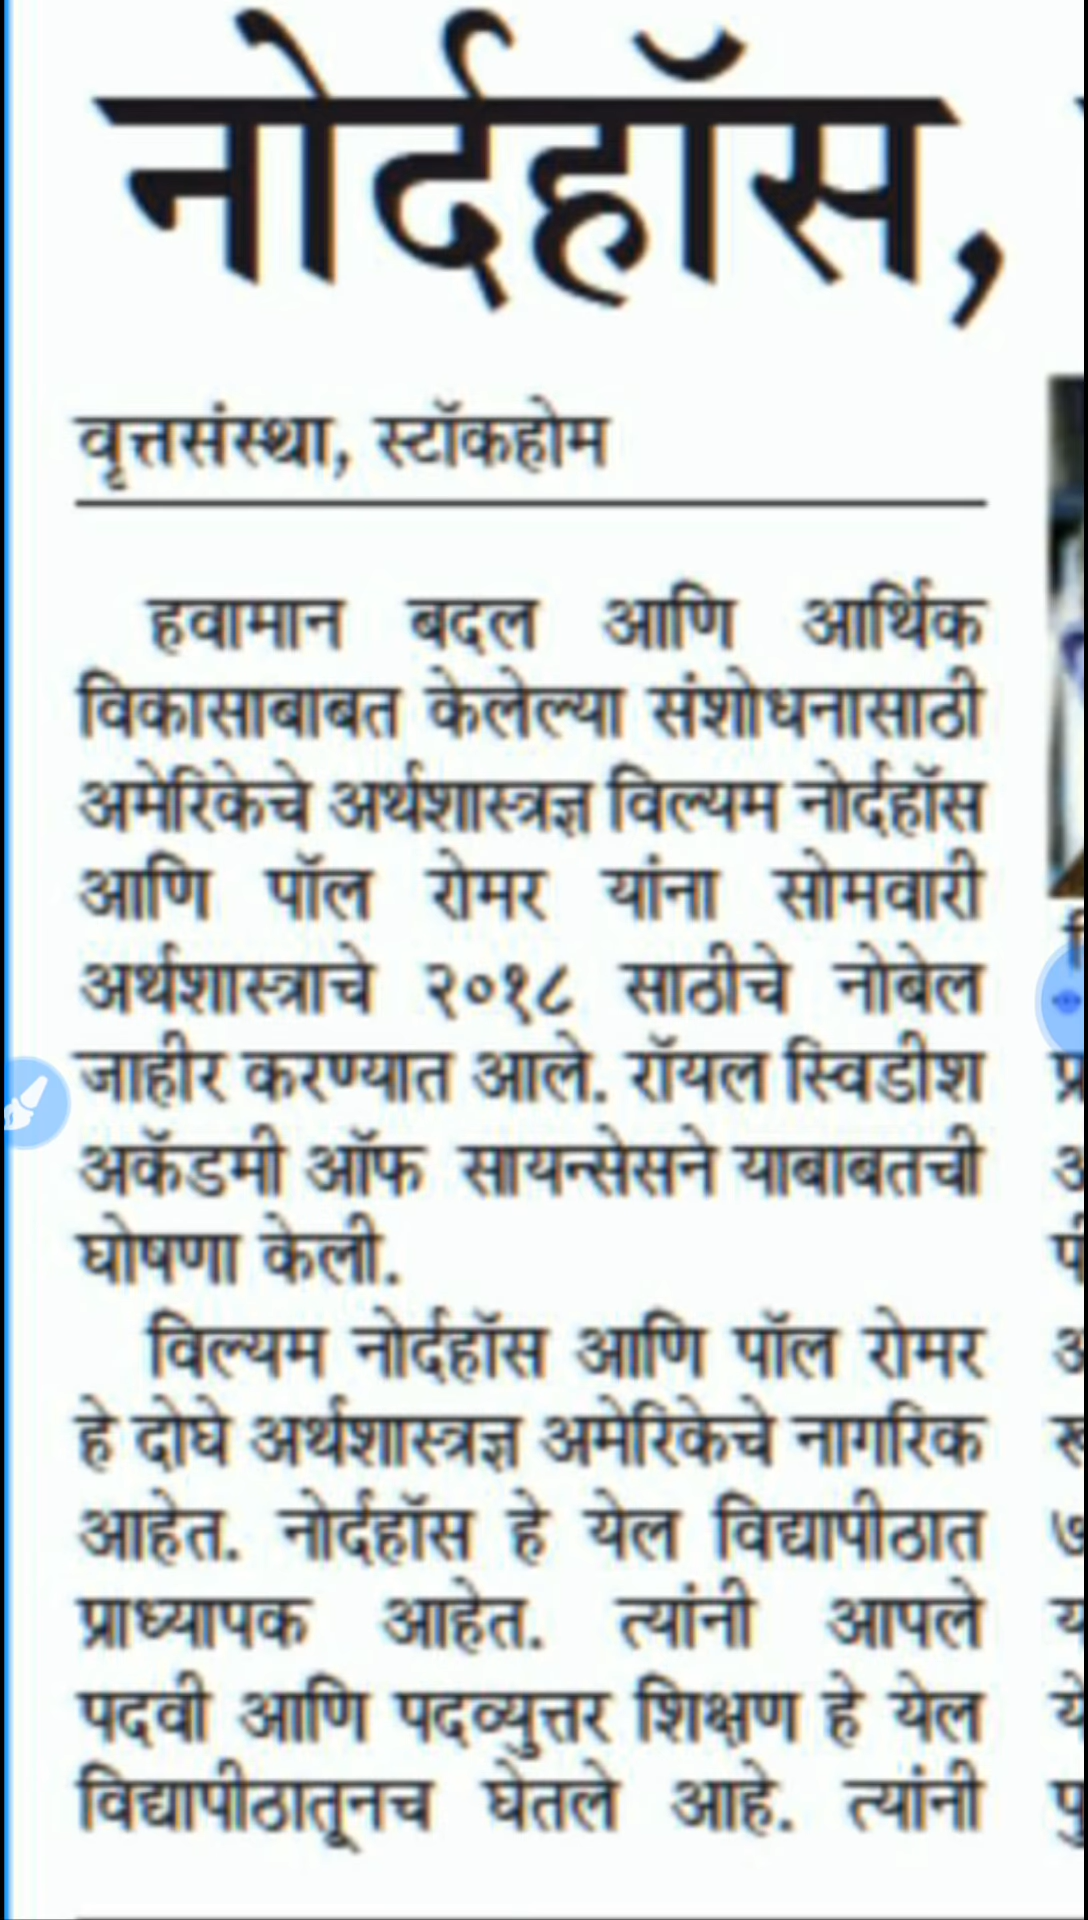 नोर्दहॉस,
वृत्तसंस्था, स्टॉकहोम
हवामान बदल आणि आर्थिक
विकासाबाबत केलेल्या संशोधनासाठी
अमेरिकेचे अर्थशास्त्रज्ञ विल्यम नोर्दहॉस
आणि पॉल रोमर यांना सोमवारी
अर्थशास्त्राचे २०१८ साठीचे नोबेल
जाहीर करण्यात आले. रॉयल स्विडीश
अकॅडमी ऑफ सायन्सेसने याबाबतची
घोषणा केली.
विल्यम नोर्दहॉस आणि पॉल रोमर
हे दोघे अर्थशास्त्रज्ञ अमेरिकेचे नागरिक
आहेत. नोर्दहॉस हे येल विद्यापीठात
प्राध्यापक आहेत. त्यांनी आपले
पदवी आणि पदव्युत्तर शिक्षण हे येल
विद्यापीठातूनच घेतले आहे. त्यांनी